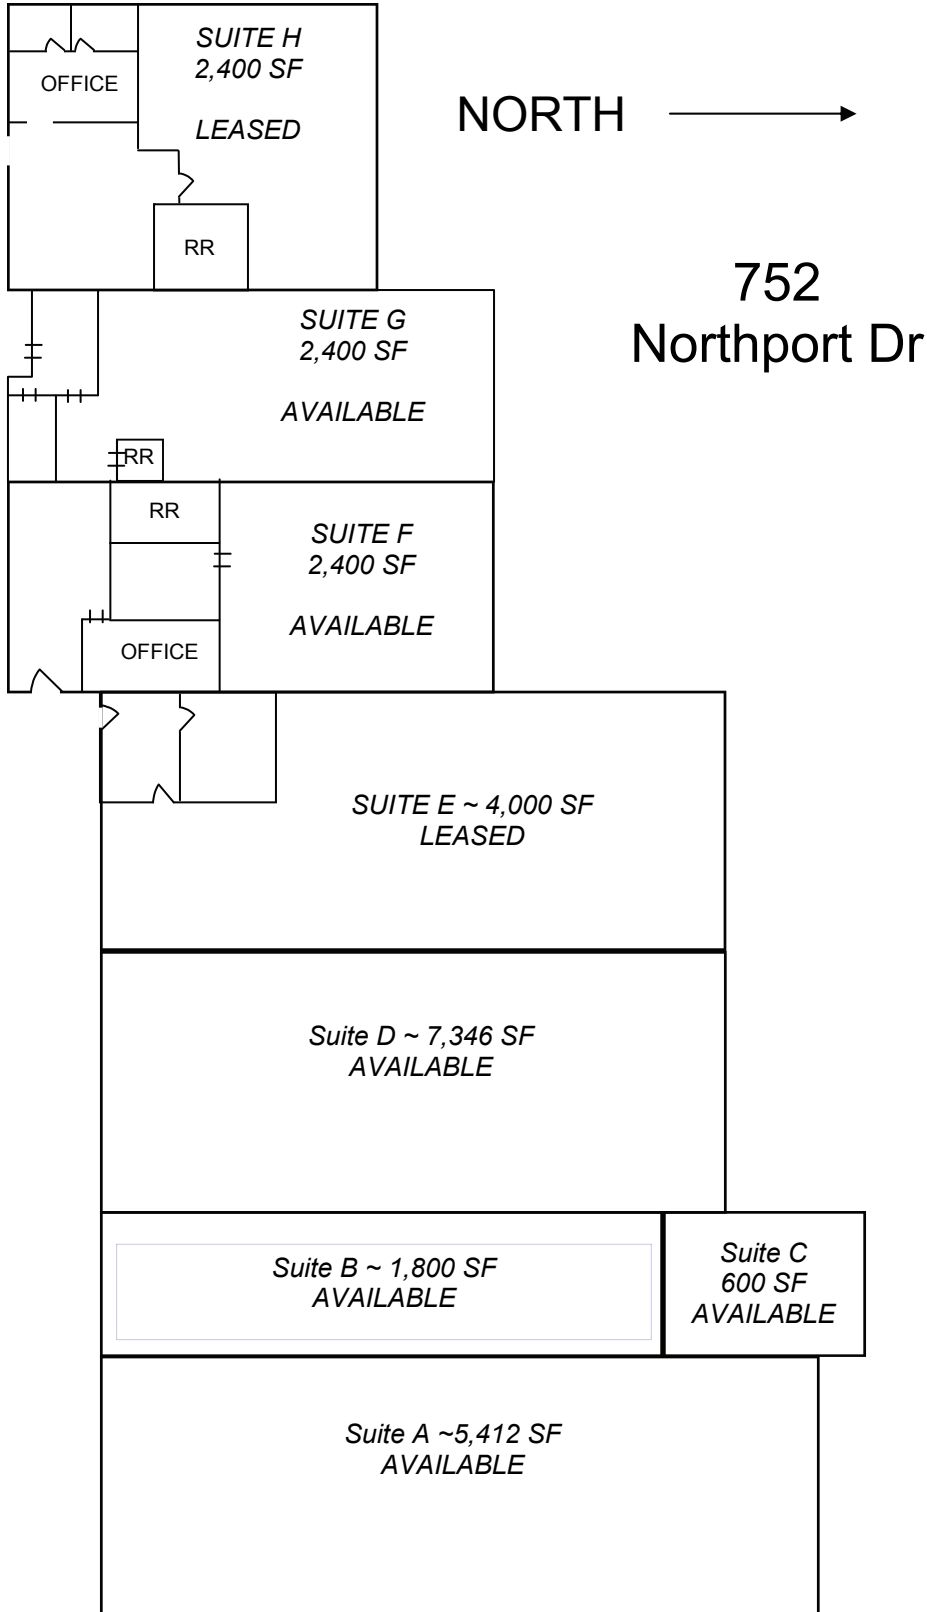 SUITE H
2,400 SF
LEASED
OFFICE
RR
NORTH
752
Northport Dr
SUITE G
2,400 SF
AVAILABLE
RR
RR
SUITE F
2,400 SF
AVAILABLE
OFFICE
SUITE E ~ 4,000 SF
LEASED
Suite D ~ 7,346 SF
AVAILABLE
Suite B ~ 1,800 SF
AVAILABLE
Suite C
600 SF
AVAILABLE
Suite A ~5,412 SF
AVAILABLE